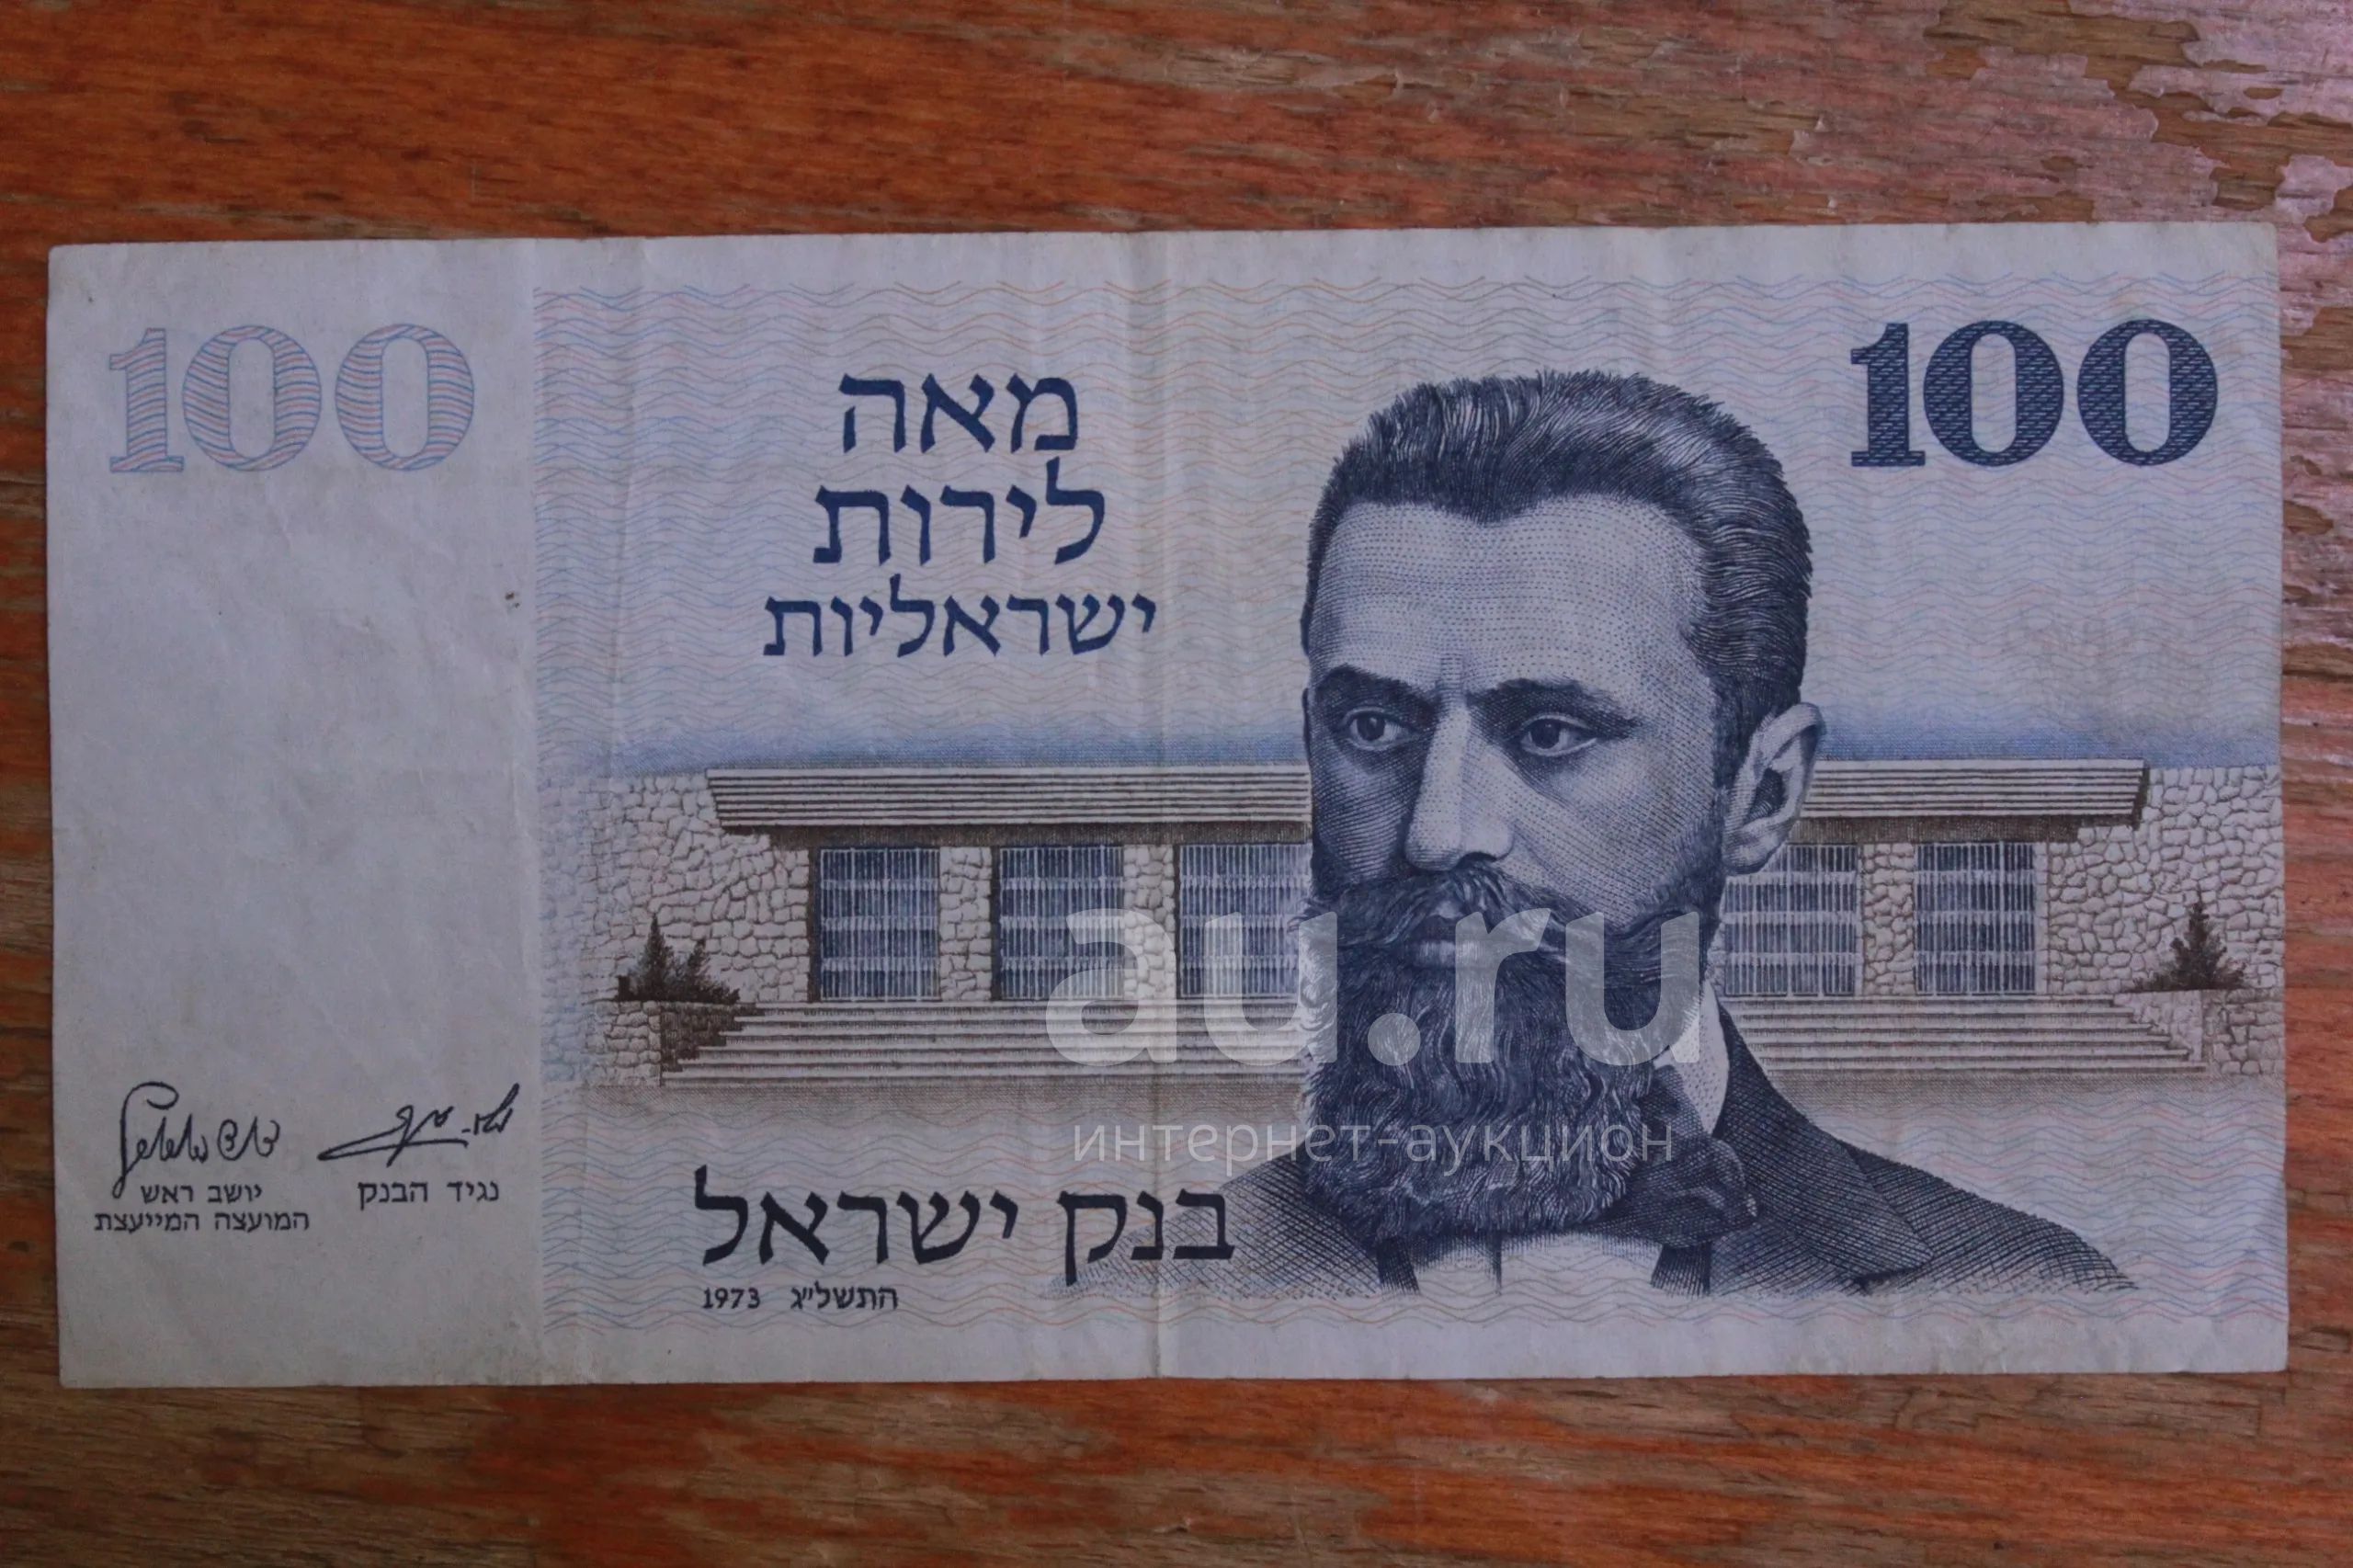 100
100
מאה
לירות
ישראליות
au.ru
интернет-аукцион
נגיד הבנק
יושב ראש
המועצה המייעצת
בנק ישראל
התשל״ג 1973